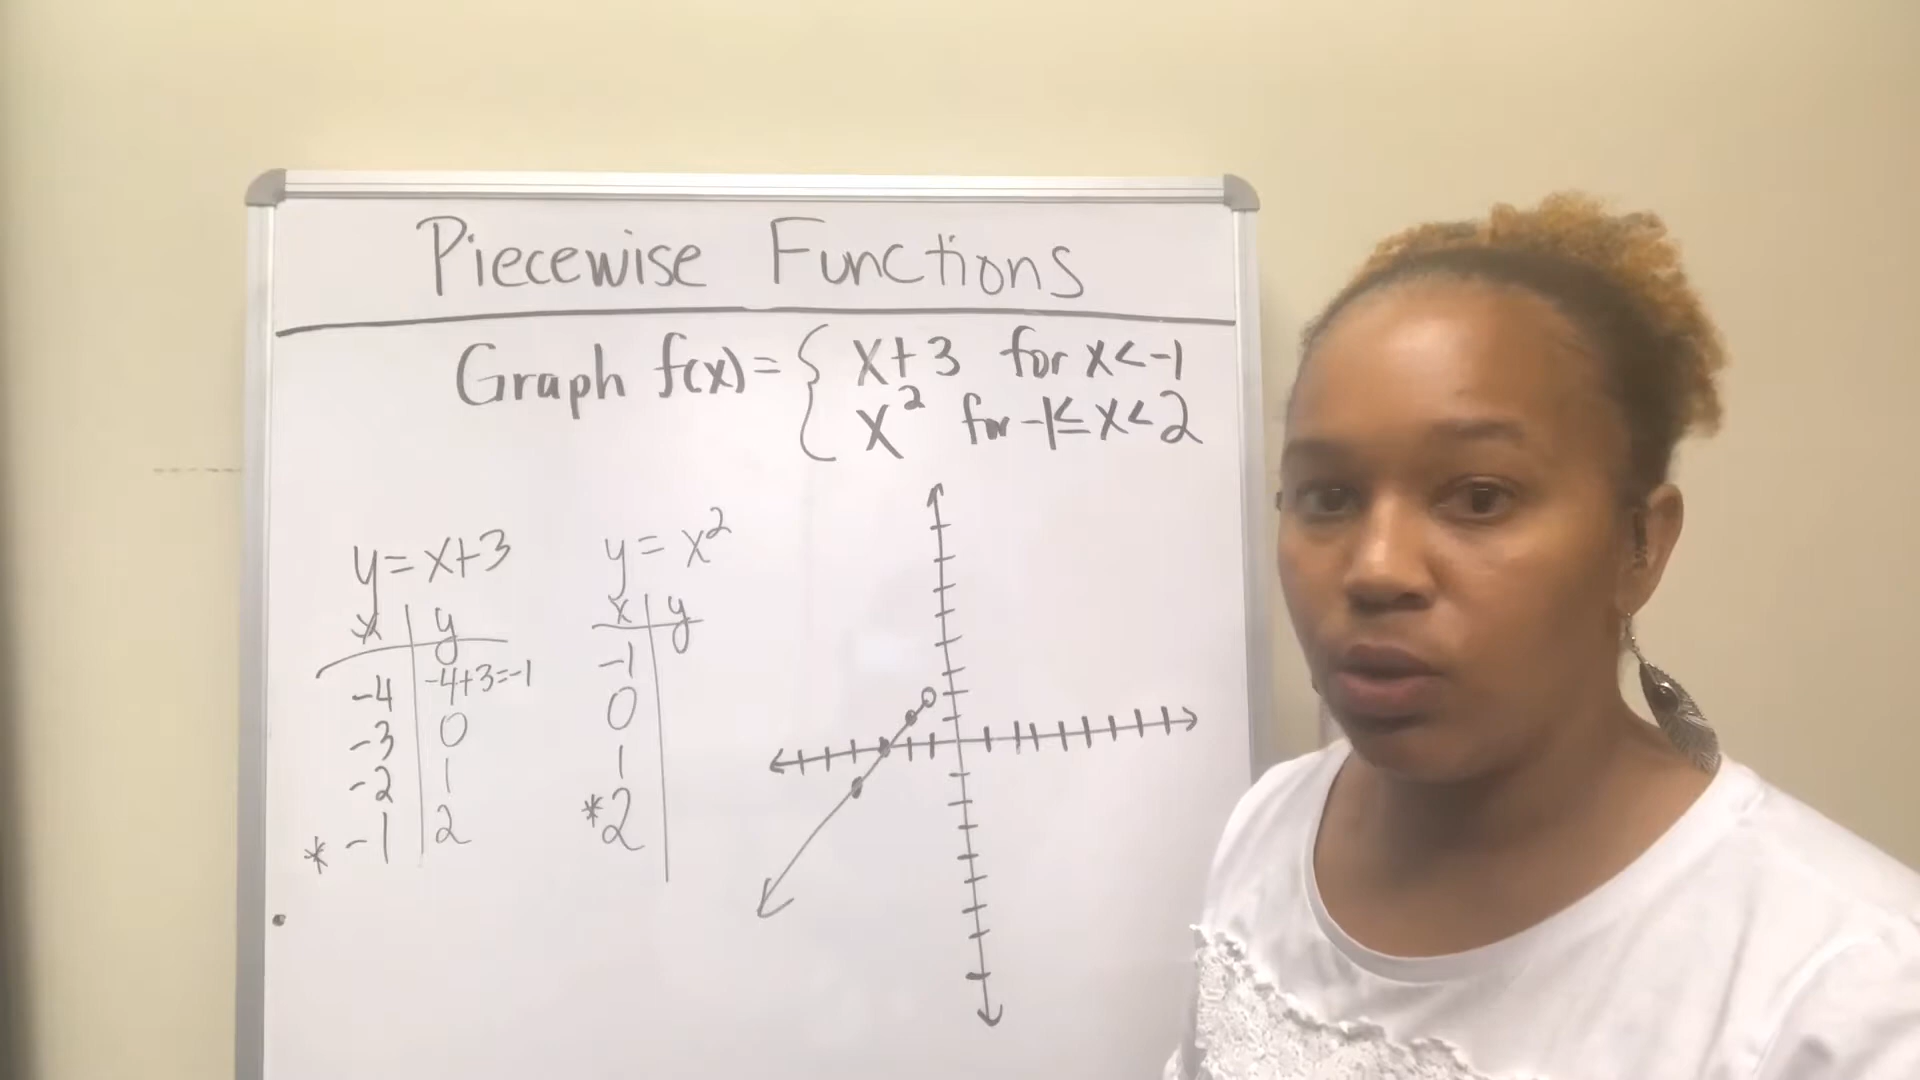 Piecewise Functions
Graph f(x) = { x+3 for x<-1
x² for -1≤x<2
y = x+3
x | y
-4 | -4+3=-1
-3 | 0
-2 | 1
* -1 | 2
y = x²
x | y
-1
0
1
*2